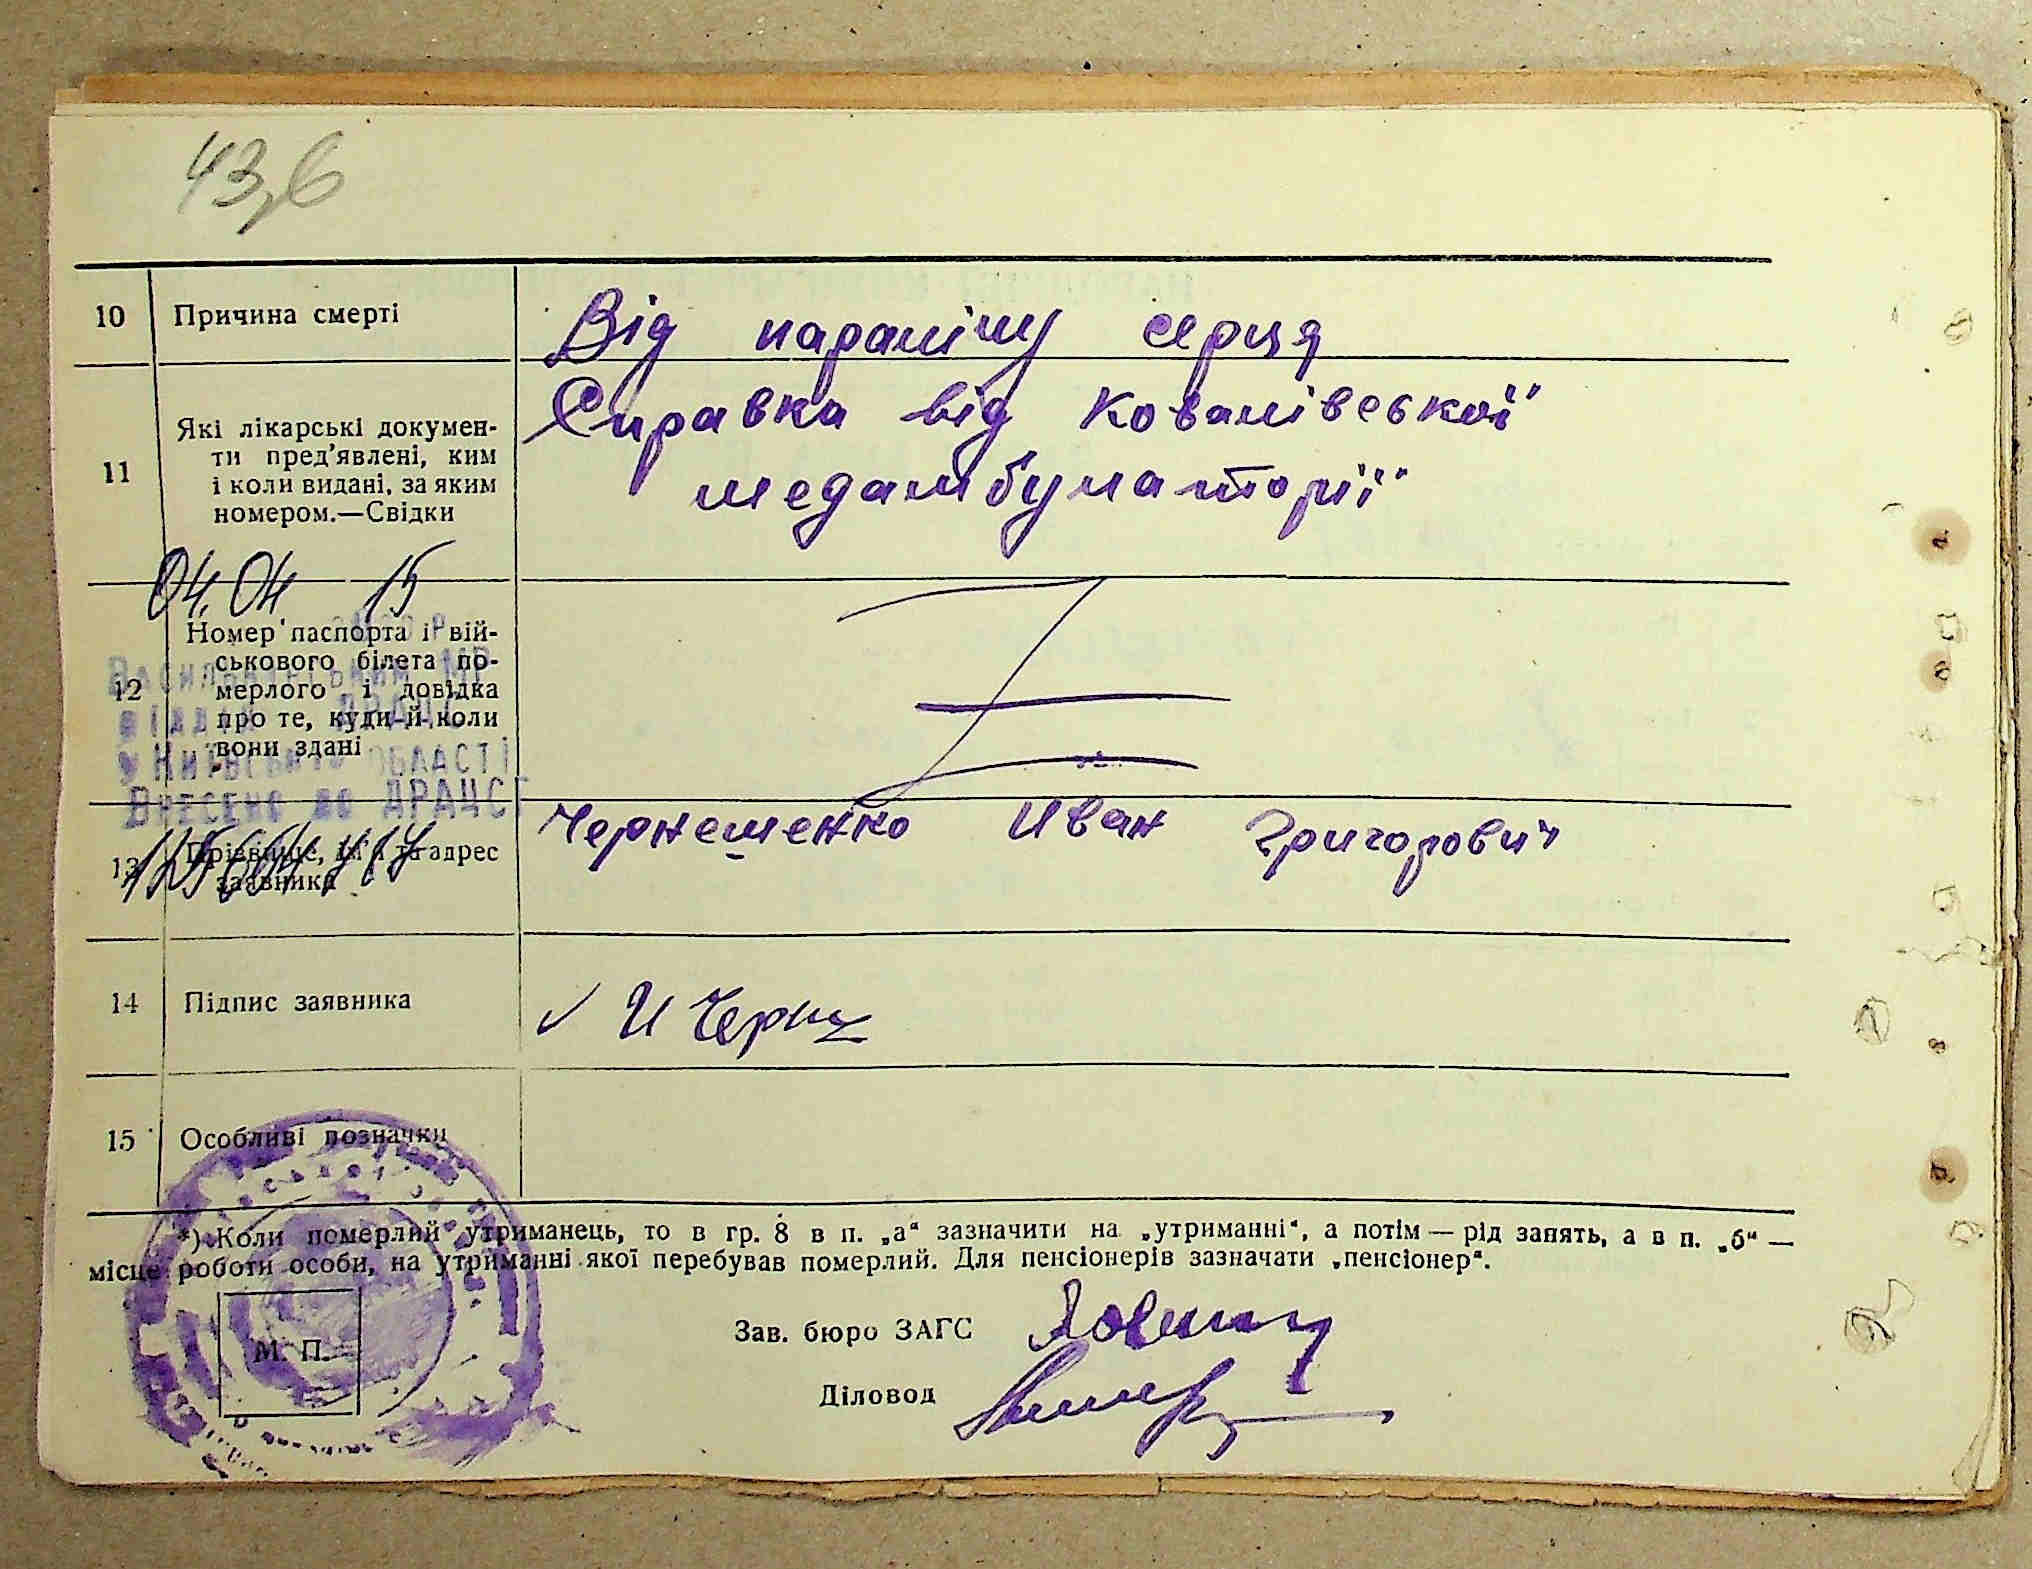 43,б
10 Причина смерті
Від паралічу серця
11 Які лікарські докумен-
ти пред'явлені, ким
і коли видані, за яким
номером.—Свідки
Справка від Ковалівської
медамбулаторії
04.04 15
12 Номер паспорта і вій-
ськового білета по-
мерлого і довідка
про те, куди й коли
вони здані
Васильківським МР
відділ ДРАЦС
Київської області
Внесено до ДРАЦСГ
13 Прізвище, ім'я та адрес
заявника
Чернешенко Иван Григорович
14 Підпис заявника
И Черн
15 Особливі позначки
*) Коли померлий утриманець, то в гр. 8 в п. „а“ зазначити на „утриманні“, а потім — рід занять, а в п. „б“ —
місце роботи особи, на утриманні якої перебував померлий. Для пенсіонерів зазначати „пенсіонер“.
Зав. бюро ЗАГС
М. П.
Діловод